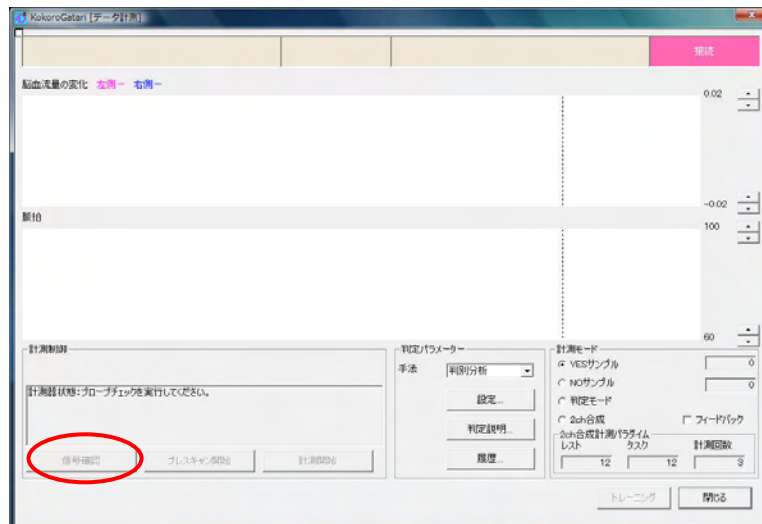 KokoroGatari [データ計測]
接続
脳血流量の変化 左側ー 右側ー
0.02
-0.02
脈拍
100
60
計測制御
計測器状態:プローブチェックを実行してください。
信号確認 プレスキャン開始 計測開始
判定パラメーター
手法 判別分析
設定...
判定説明...
履歴...
計測モード
YESサンプル 0
NOサンプル 0
判定モード
2ch合成 フィードバック
2ch合成計測パラダイム
レスト タスク 計測回数
12 12 3
トレーニング 閉じる